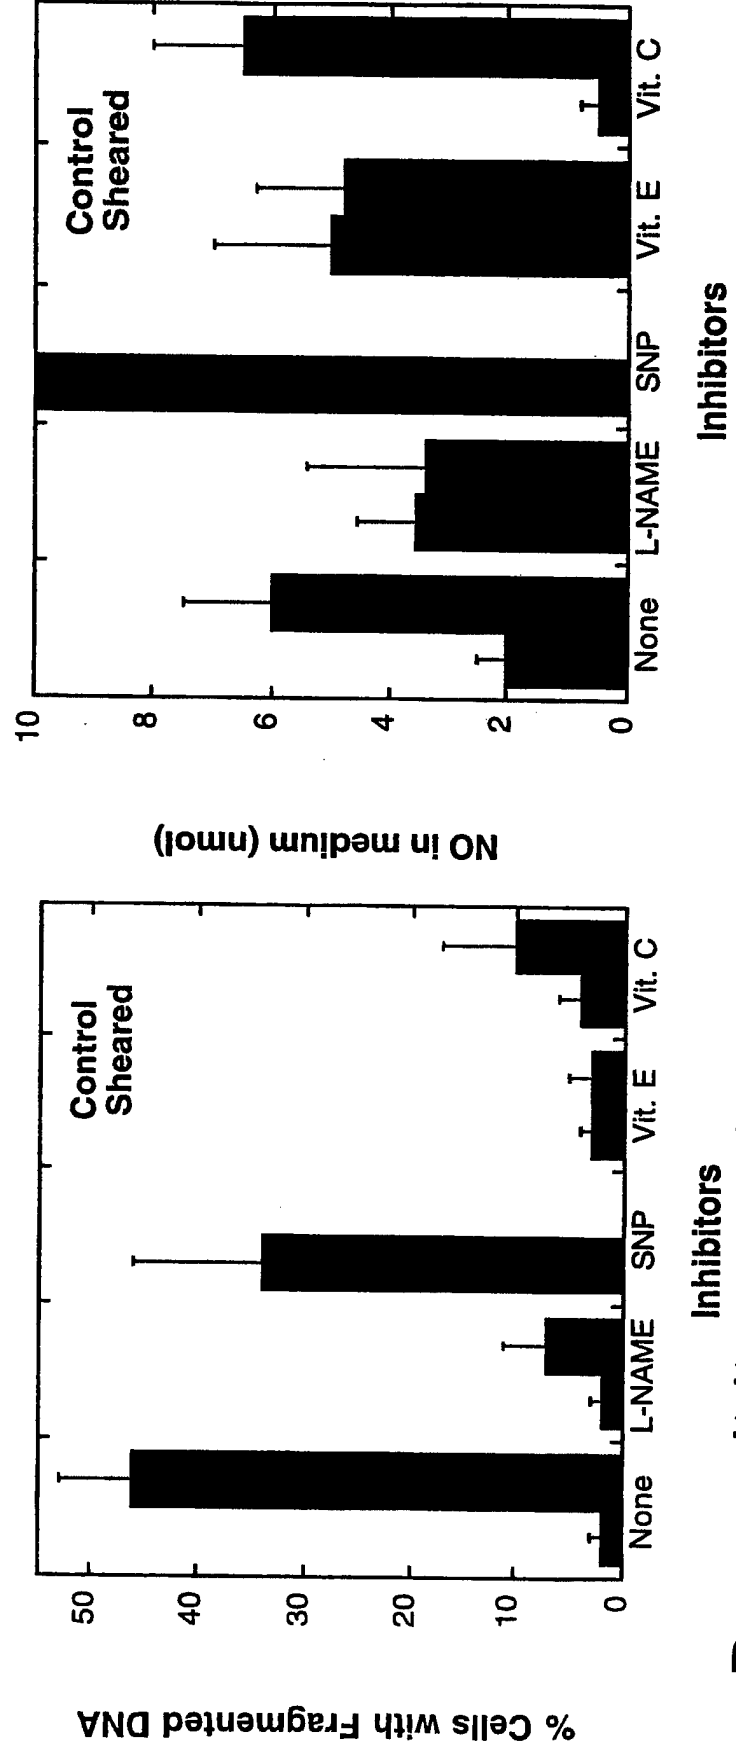 % Cells with Fragmented DNA
50
40
30
20
10
0
Control
Sheared
None L-NAME SNP Vit. E Vit. C
Inhibitors
NO in medium (nmol)
10
8
6
4
2
0
Control
Sheared
None L-NAME SNP Vit. E Vit. C
Inhibitors